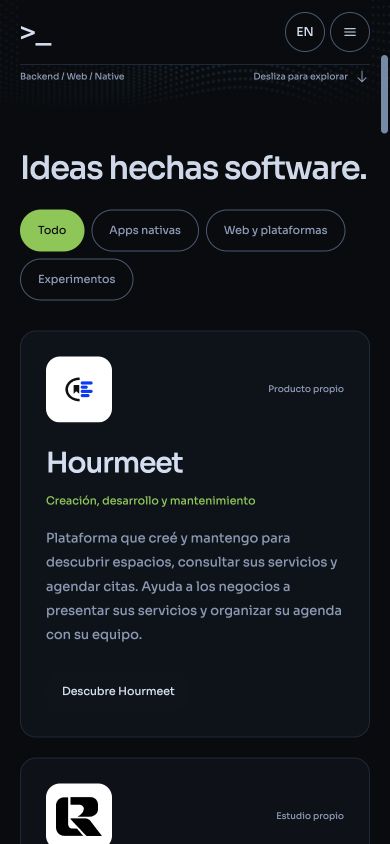 >_
EN
Backend / Web / Native
Desliza para explorar
Ideas hechas software.
Todo
Apps nativas
Web y plataformas
Experimentos
Producto propio
Hourmeet
Creación, desarrollo y mantenimiento
Plataforma que creé y mantengo para
descubrir espacios, consultar sus servicios y
agendar citas. Ayuda a los negocios a
presentar sus servicios y organizar su agenda
con su equipo.
Descubre Hourmeet
Estudio propio